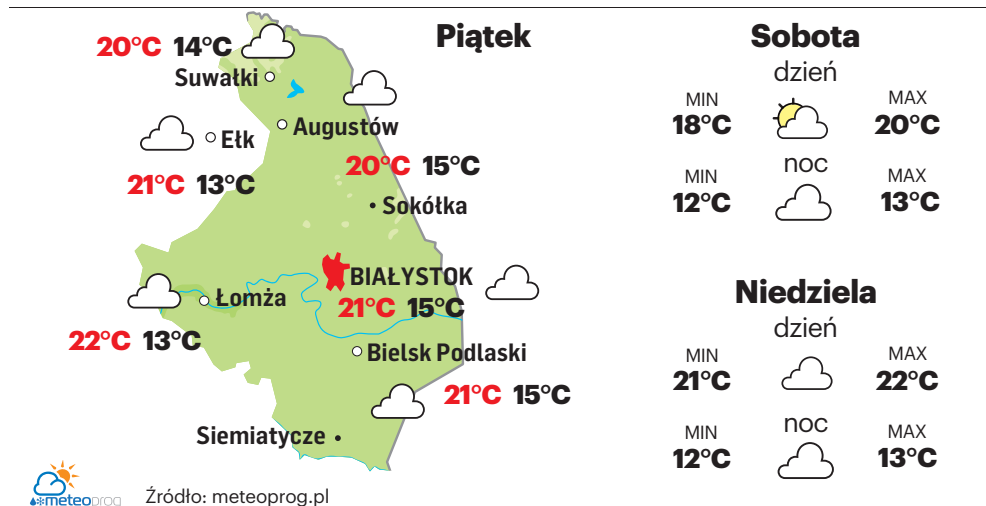 Piątek
20°C 14°C
Suwałki
Augustów
Ełk
20°C 15°C
21°C 13°C
Sokółka
BIAŁYSTOK
Łomża
21°C 15°C
22°C 13°C
Bielsk Podlaski
21°C 15°C
Siemiatycze
meteoprog
Źródło: meteoprog.pl
Sobota
dzień
MIN MAX
18°C 20°C
noc
MIN MAX
12°C 13°C
Niedziela
dzień
MIN MAX
21°C 22°C
noc
MIN MAX
12°C 13°C